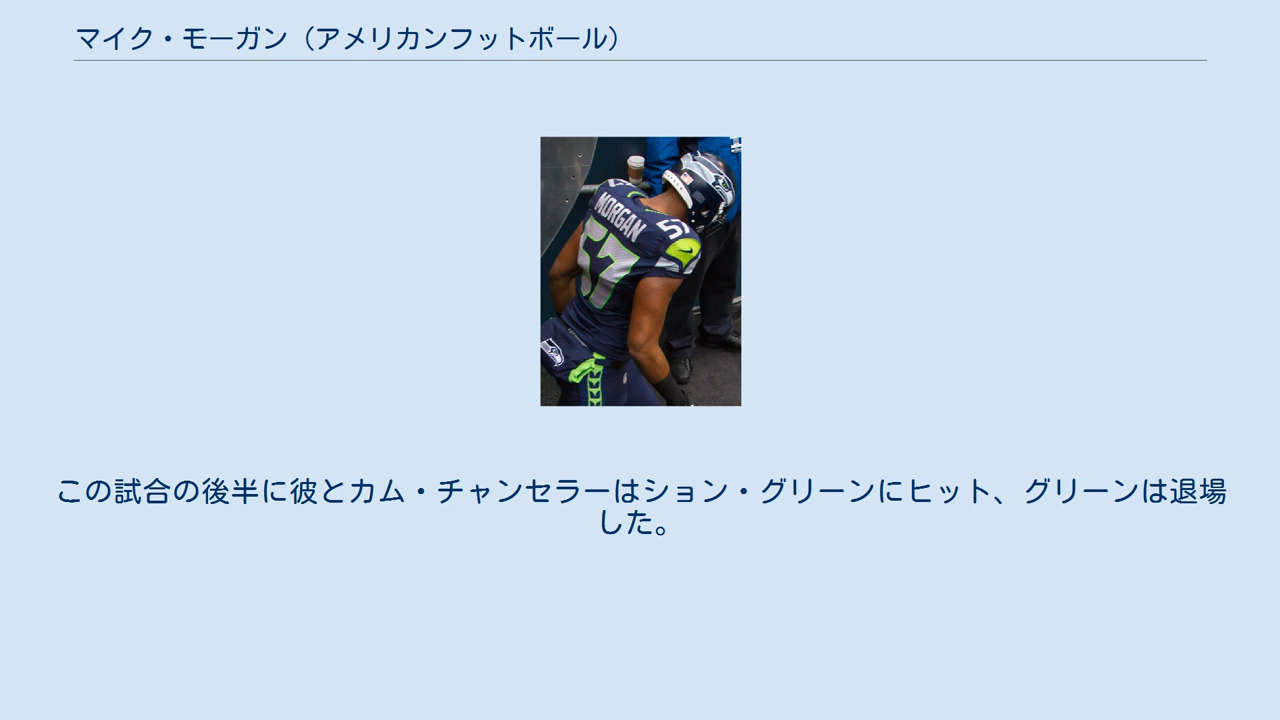 マイク・モーガン（アメリカンフットボール）
MORGAN
57
57
この試合の後半に彼とカム・チャンセラーはション・グリーンにヒット、グリーンは退場
した。